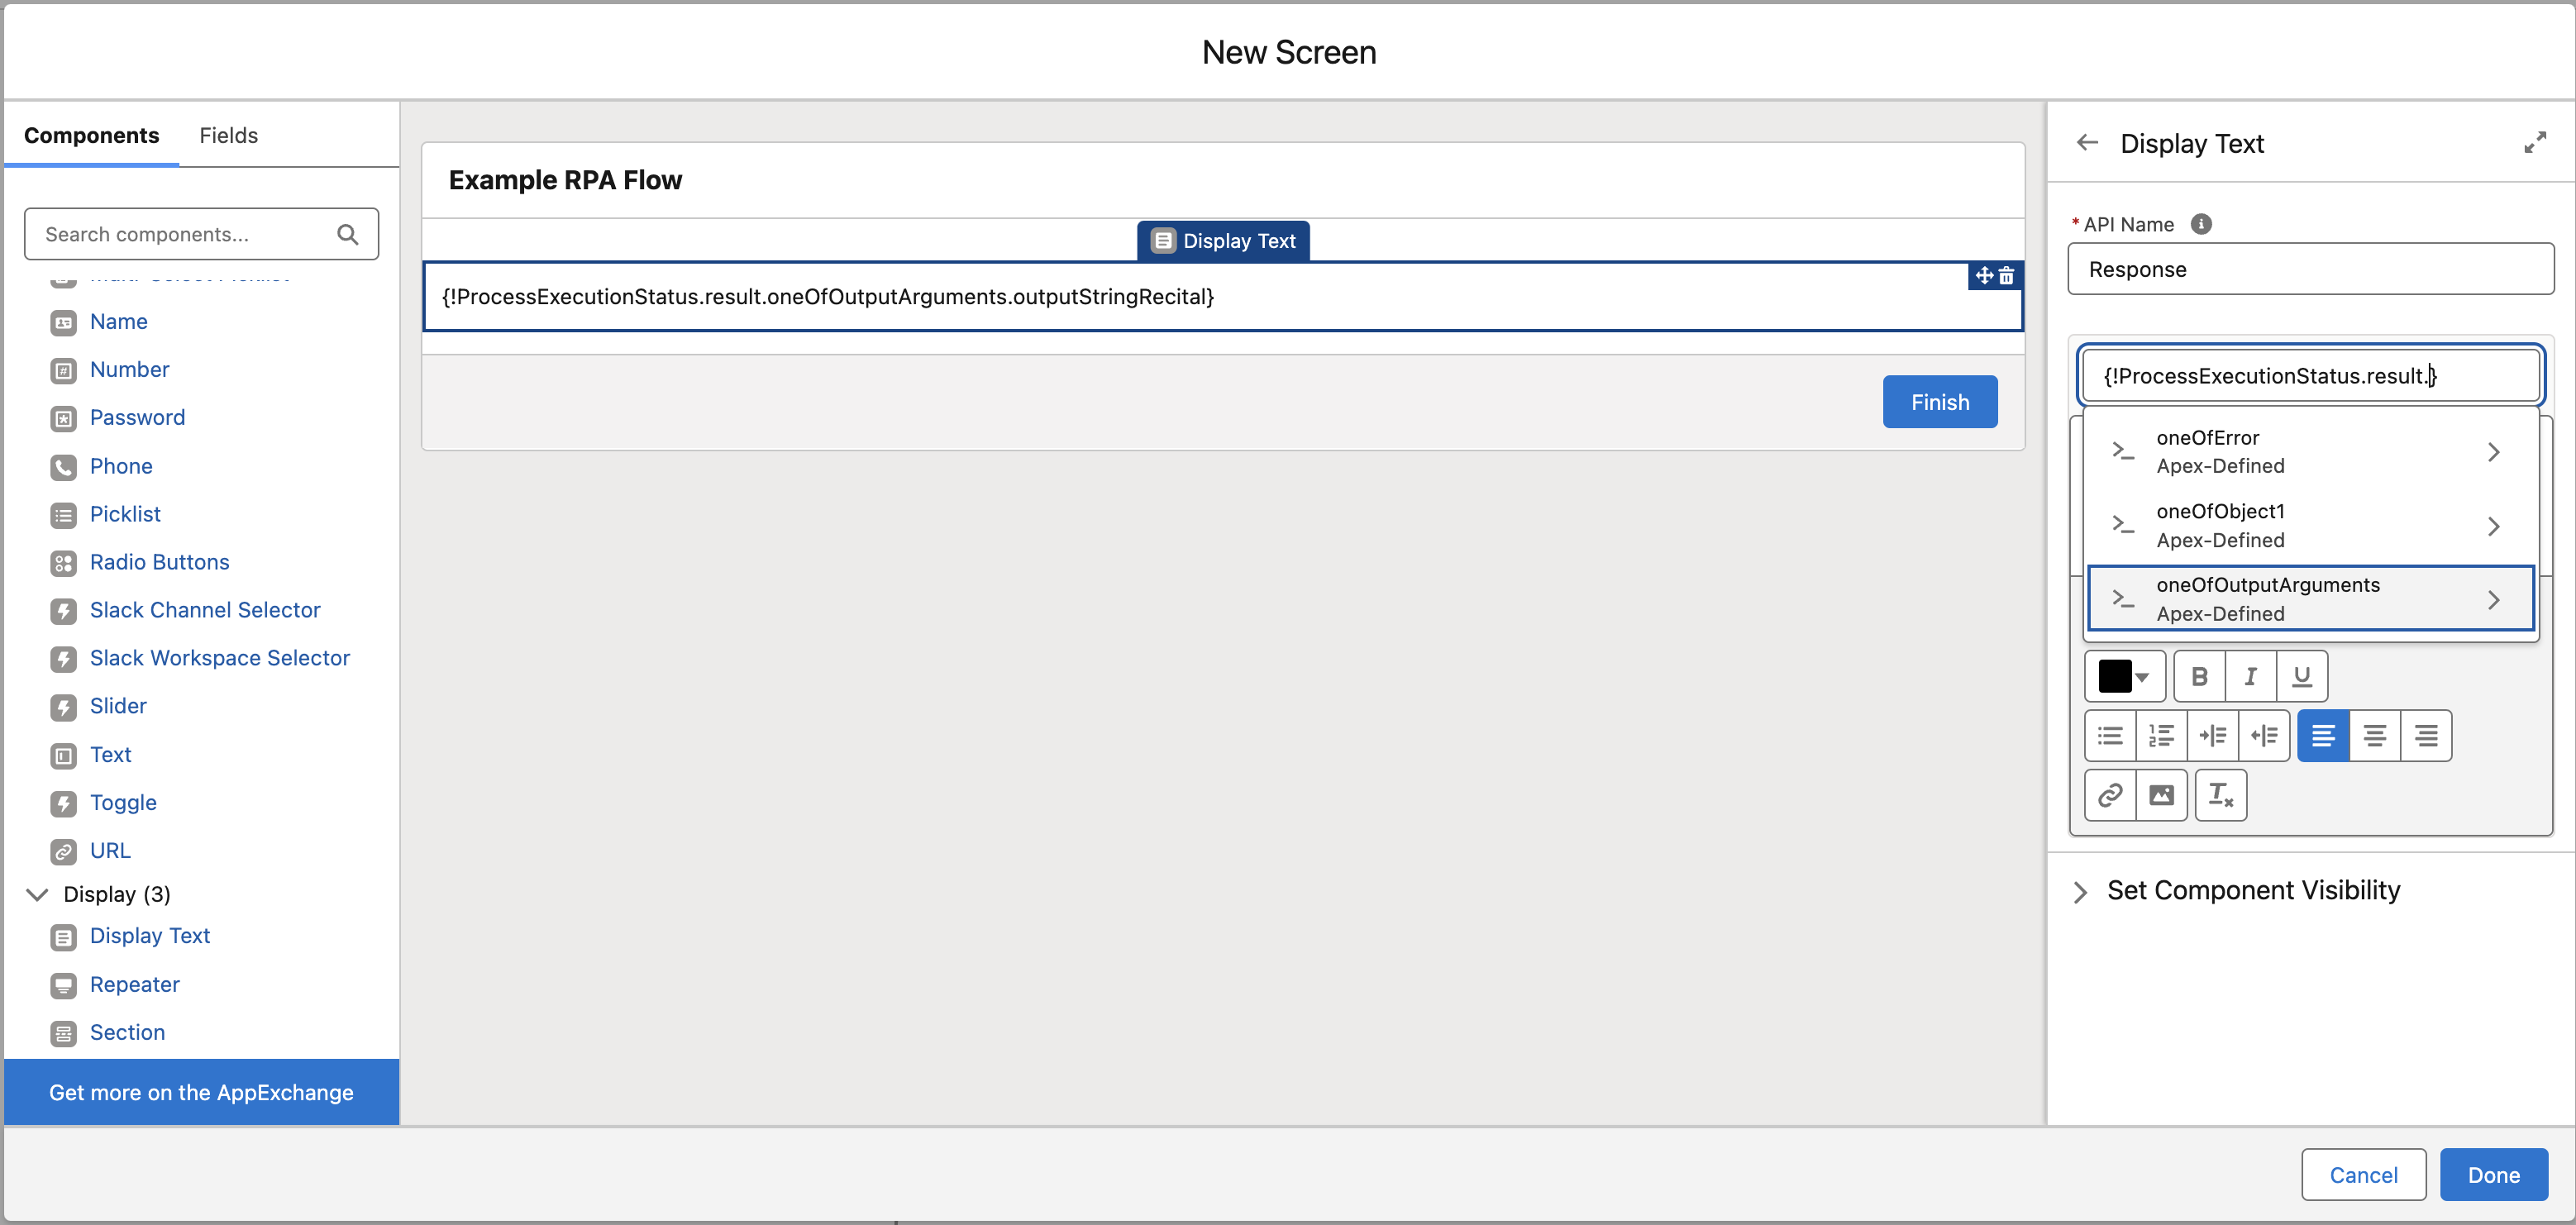 New Screen
Components
Fields
Search components...
Name
Number
Password
Phone
Picklist
Radio Buttons
Slack Channel Selector
Slack Workspace Selector
Slider
Text
Toggle
URL
Display (3)
Display Text
Repeater
Section
Get more on the AppExchange
Example RPA Flow
Display Text
{!ProcessExecutionStatus.result.oneOfOutputArguments.outputStringRecital}
Finish
Display Text
* API Name
Response
{!ProcessExecutionStatus.result.}
oneOfError
Apex-Defined
oneOfObject1
Apex-Defined
oneOfOutputArguments
Apex-Defined
B I U
Set Component Visibility
Cancel
Done